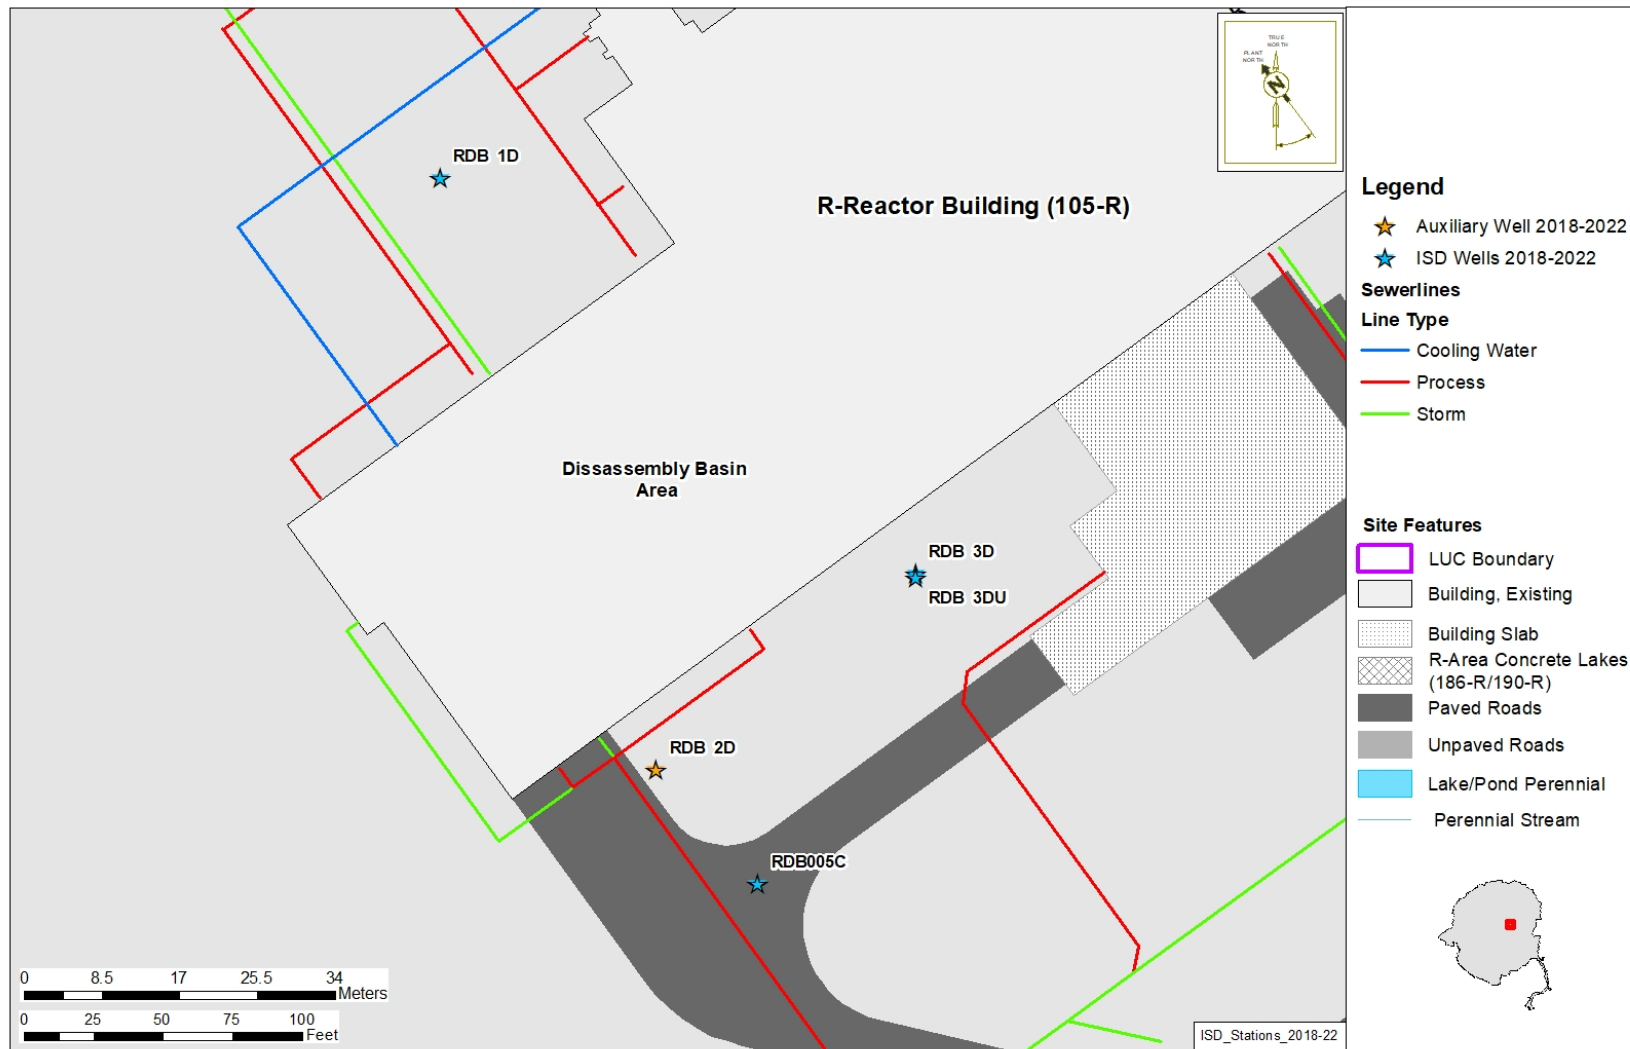 TRUE
NORTH
PLANT
NORTH
N
RDB 1D
R-Reactor Building (105-R)
Dissassembly Basin
Area
RDB 3D
RDB 3DU
RDB 2D
RDB005C
0 8.5 17 25.5 34
Meters
0 25 50 75 100
Feet
ISD_Stations_2018-22
Legend
Auxiliary Well 2018-2022
ISD Wells 2018-2022
Sewerlines
Line Type
Cooling Water
Process
Storm
Site Features
LUC Boundary
Building, Existing
Building Slab
R-Area Concrete Lakes
(186-R/190-R)
Paved Roads
Unpaved Roads
Lake/Pond Perennial
Perennial Stream